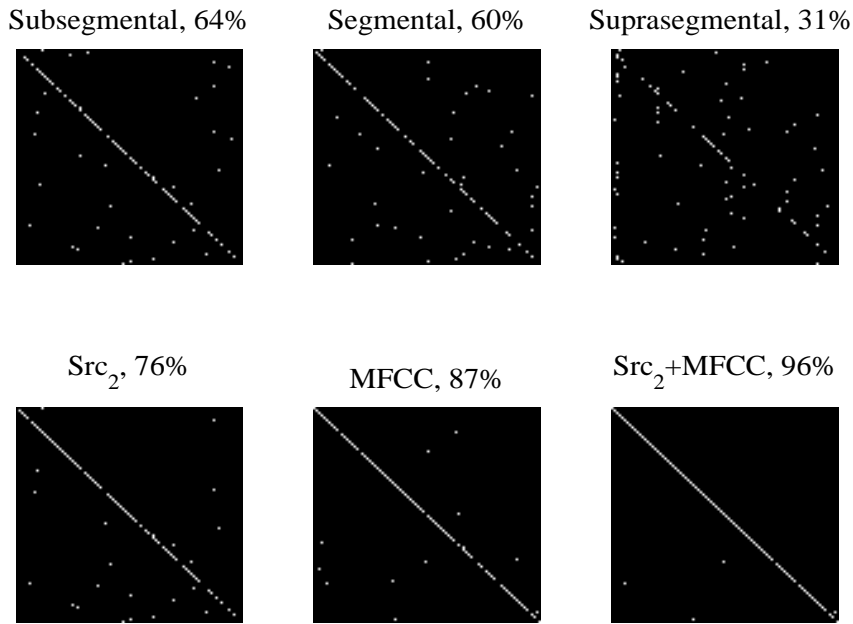 Subsegmental, 64%
Segmental, 60%
Suprasegmental, 31%
Src₂, 76%
MFCC, 87%
Src₂+MFCC, 96%